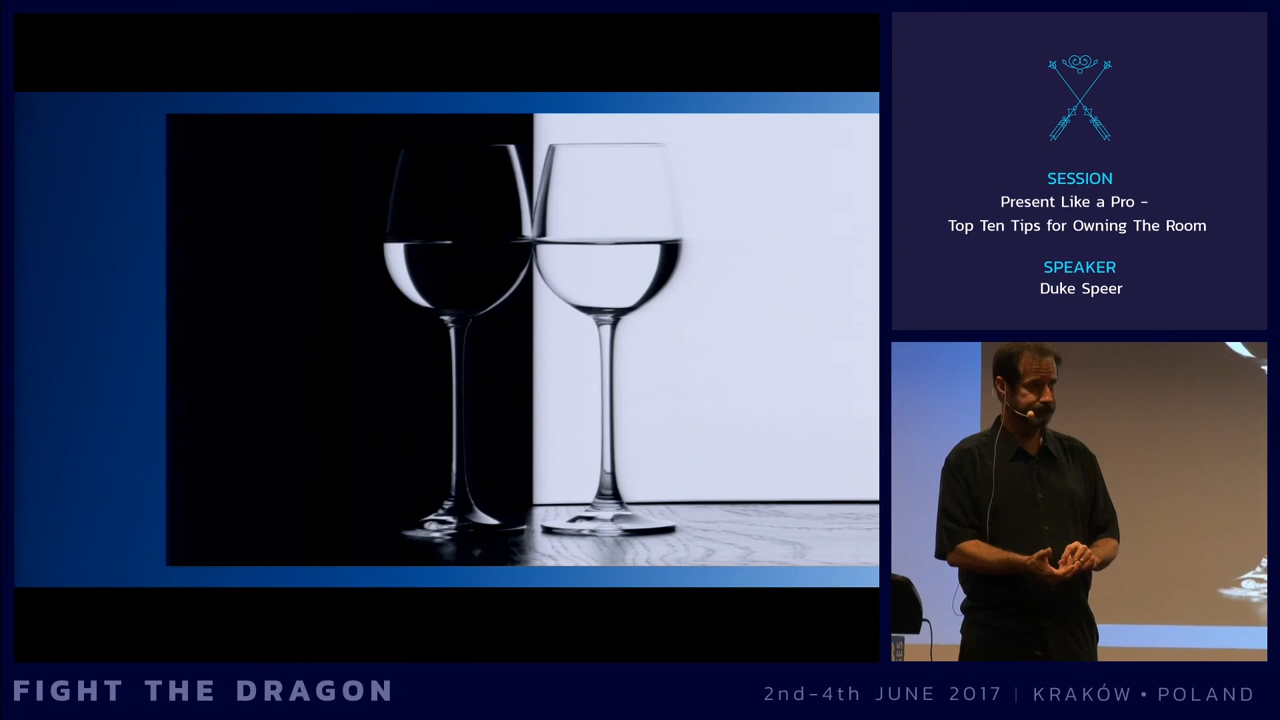 SESSION
Present Like a Pro -
Top Ten Tips for Owning The Room
SPEAKER
Duke Speer
FIGHT THE DRAGON
2nd-4th JUNE 2017 | KRAKÓW • POLAND